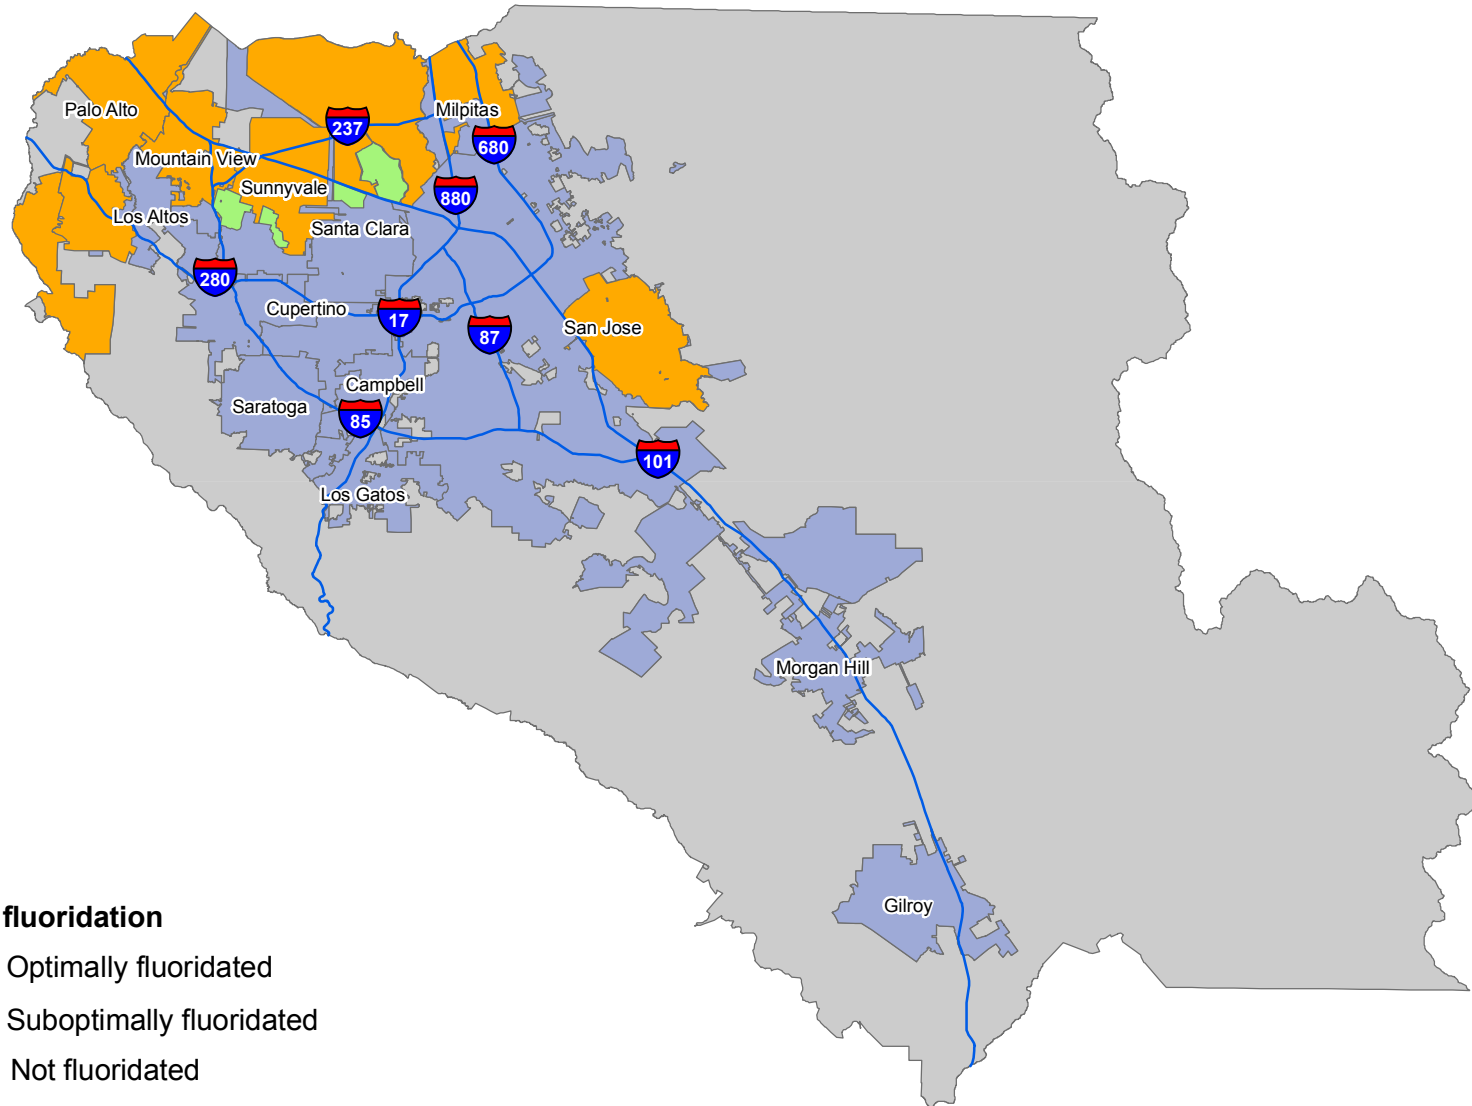 Palo Alto
237
Milpitas
680
Mountain View
Sunnyvale
880
Los Altos
Santa Clara
280
Cupertino
17
87
San Jose
Campbell
Saratoga
85
101
Los Gatos
Morgan Hill
Gilroy
fluoridation
Optimally fluoridated
Suboptimally fluoridated
Not fluoridated